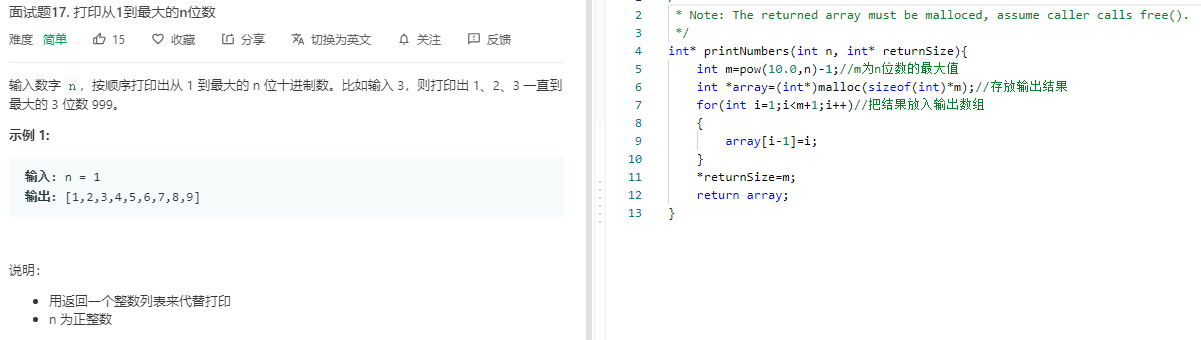 面试题17. 打印从1到最大的n位数
难度 简单 15 收藏 分享 切换为英文 关注 反馈
输入数字 n，按顺序打印出从 1 到最大的 n 位十进制数。比如输入 3，则打印出 1、2、3 一直到
最大的 3 位数 999。
示例 1:
输入: n = 1
输出: [1,2,3,4,5,6,7,8,9]
说明：
用返回一个整数列表来代替打印
n 为正整数
2 * Note: The returned array must be malloced, assume caller calls free().
3 */
4 int* printNumbers(int n, int* returnSize){
5 int m=pow(10.0,n)-1;//m为n位数的最大值
6 int *array=(int*)malloc(sizeof(int)*m);//存放输出结果
7 for(int i=1;i<m+1;i++)//把结果放入输出数组
8 {
9 array[i-1]=i;
10 }
11 *returnSize=m;
12 return array;
13 }